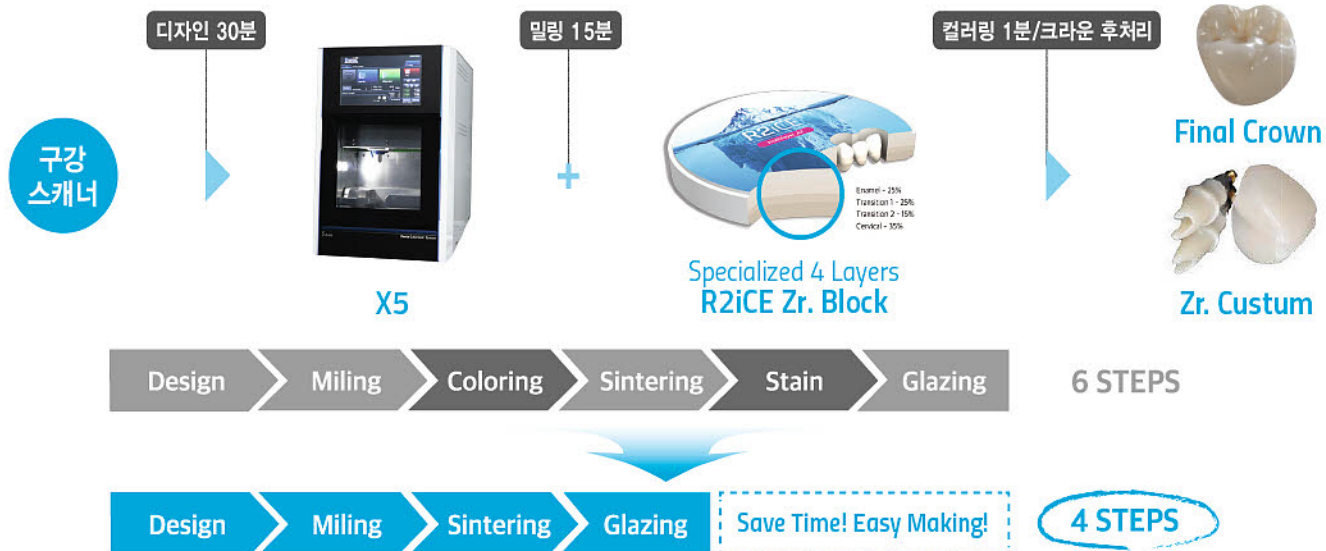 디자인 30분
밀링 15분
컬러링 1분/크라운 후처리
구강
스캐너
R2iCE
Enamel - 25%
Transition 1 - 25%
Transition 2 - 15%
Cervical - 35%
Final Crown
X5
Specialized 4 Layers
R2iCE Zr. Block
Zr. Custum
Design
Miling
Coloring
Sintering
Stain
Glazing
6 STEPS
Design
Miling
Sintering
Glazing
Save Time! Easy Making!
4 STEPS